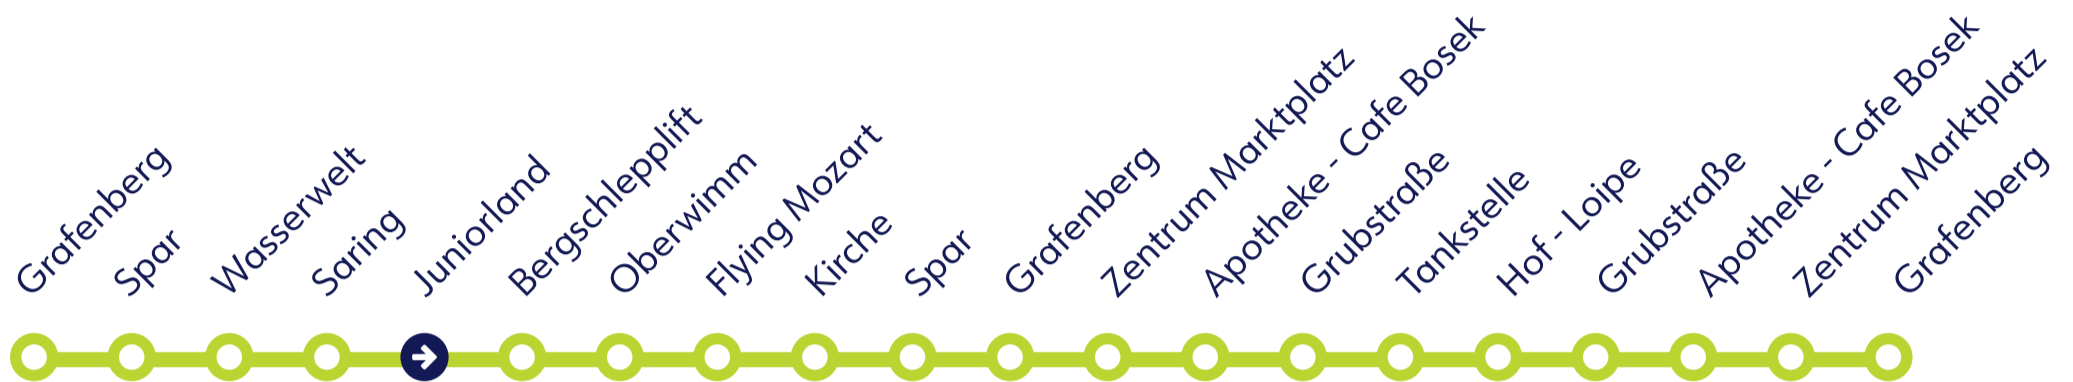 Grafenberg
Spar
Wasserwelt
Saring
Juniorland
Bergschlepplift
Oberwimm
Flying Mozart
Kirche
Spar
Grafenberg
Zentrum Marktplatz
Apotheke - Cafe Bosek
Grubstraße
Tankstelle
Hof - Loipe
Grubstraße
Apotheke - Cafe Bosek
Zentrum Marktplatz
Grafenberg